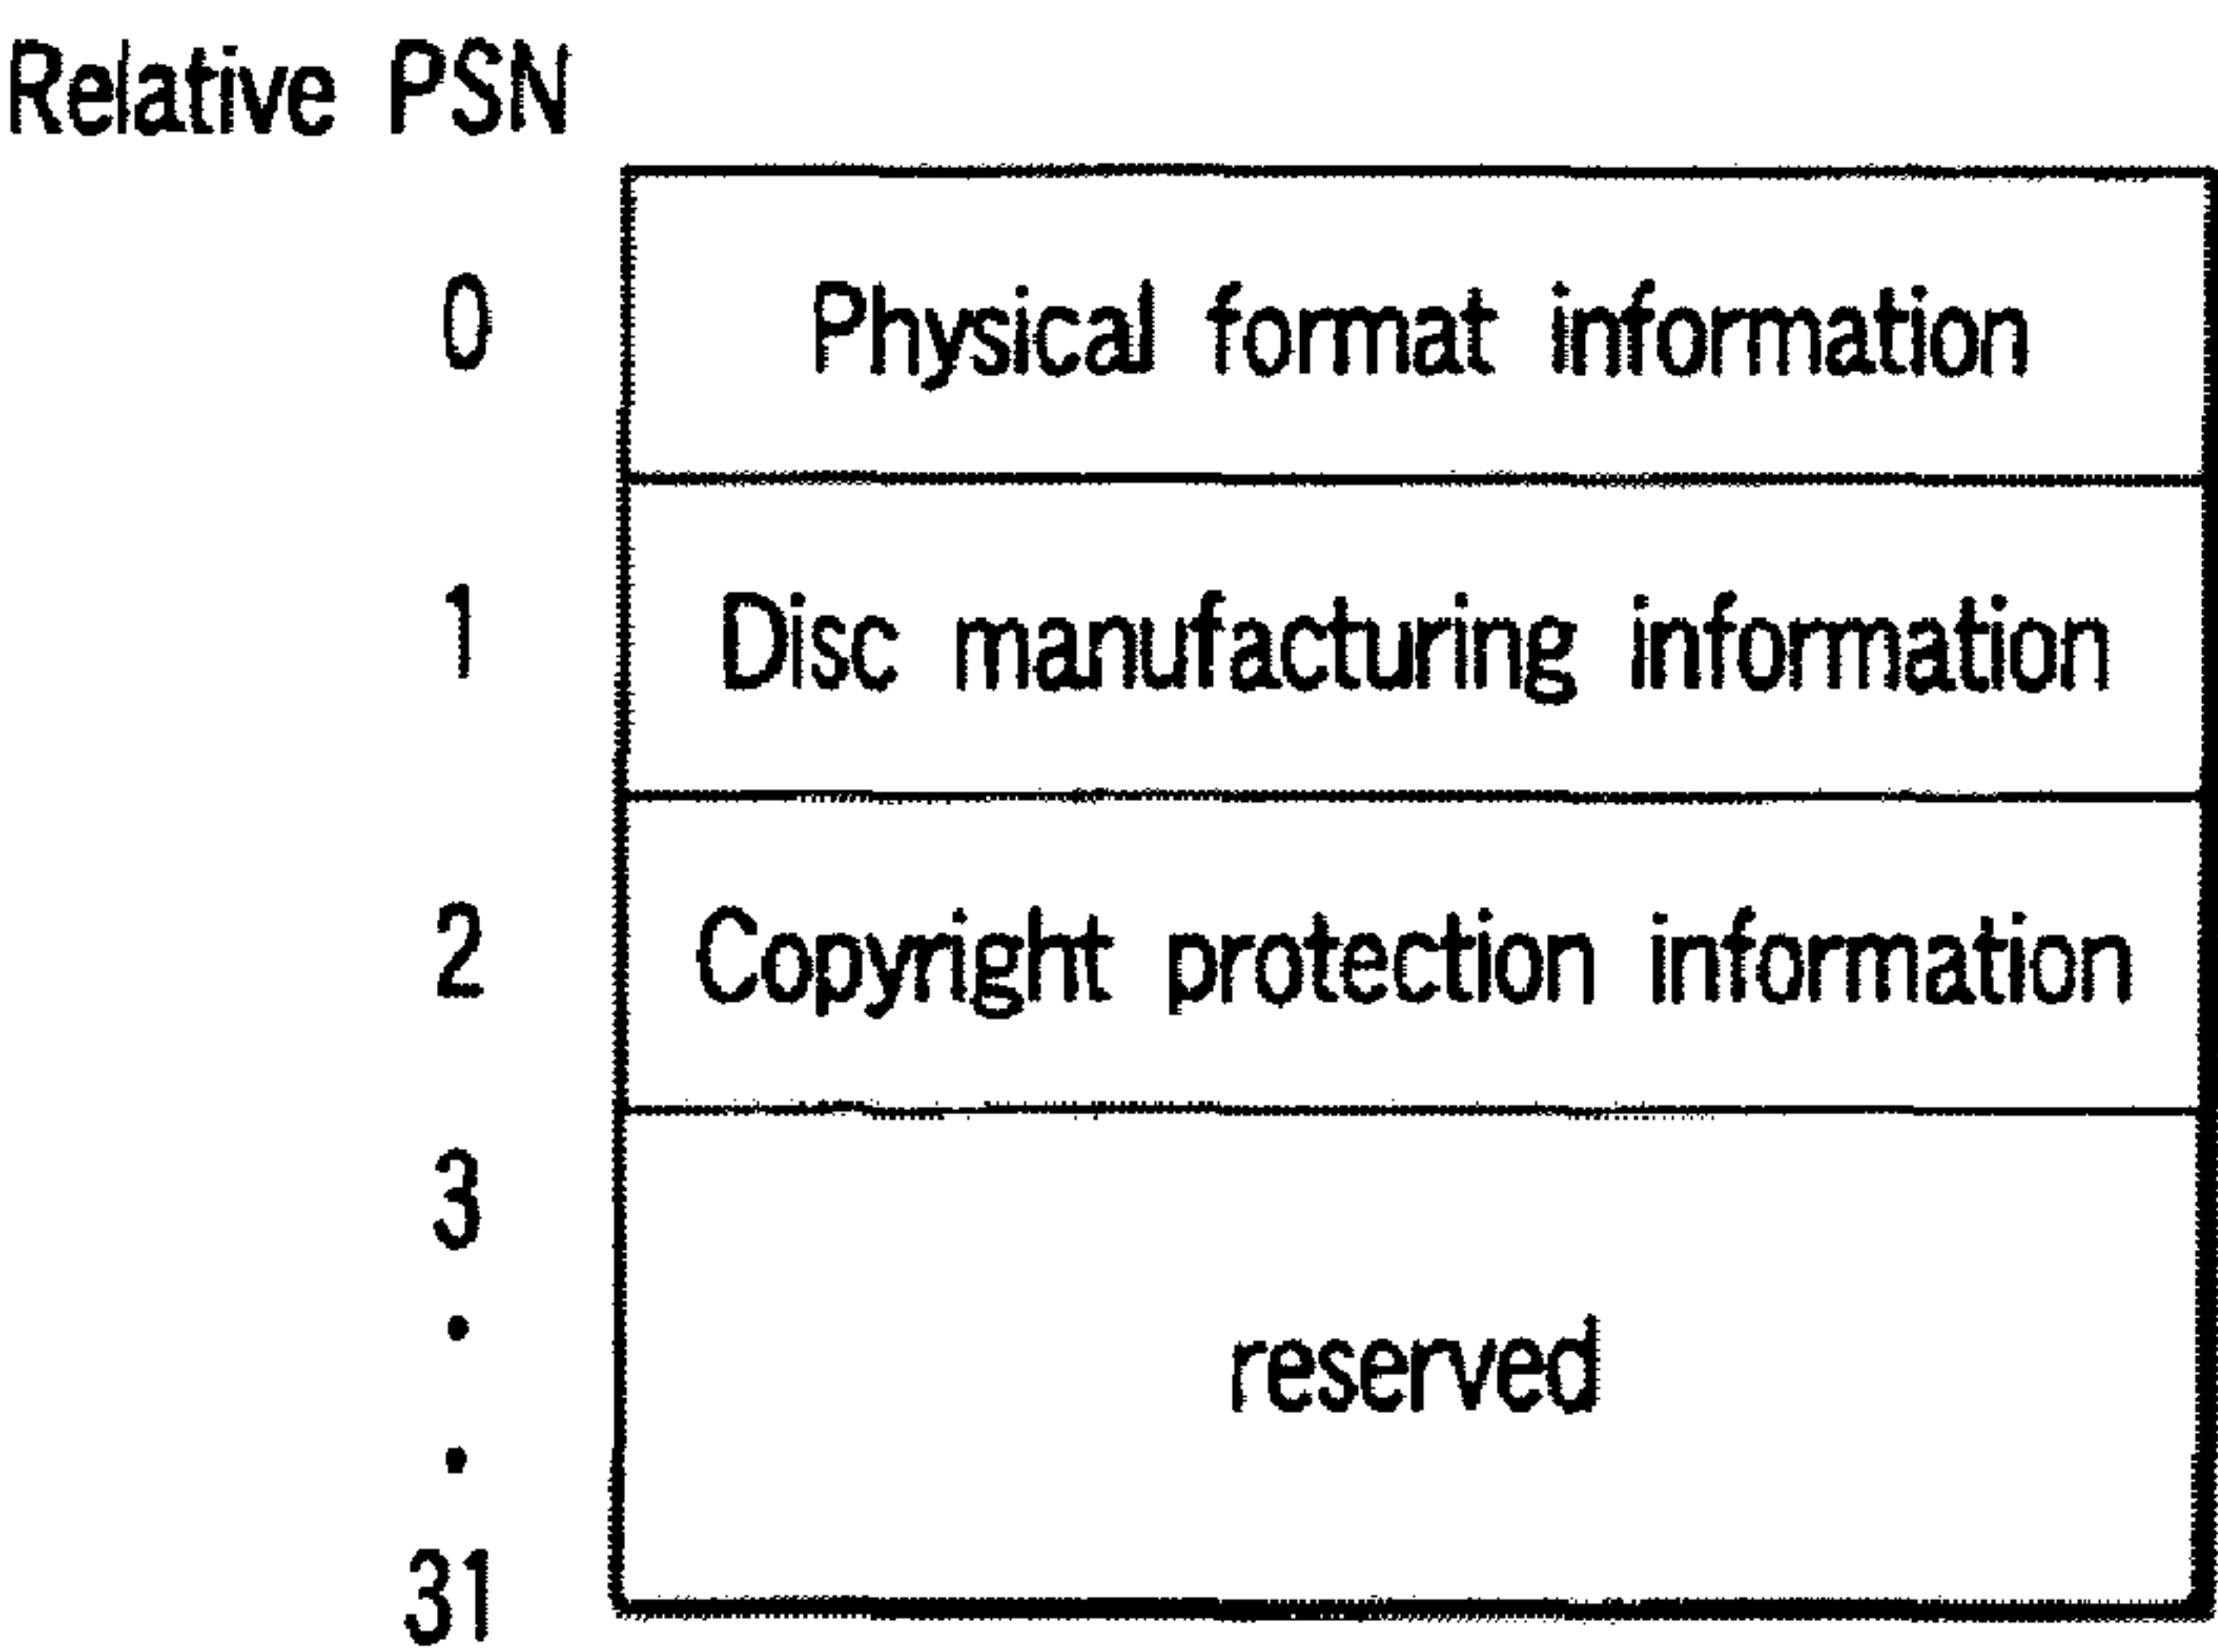 Relative PSN
0 Physical format information
1 Disc manufacturing information
2 Copyright protection information
3
.
reserved
.
31